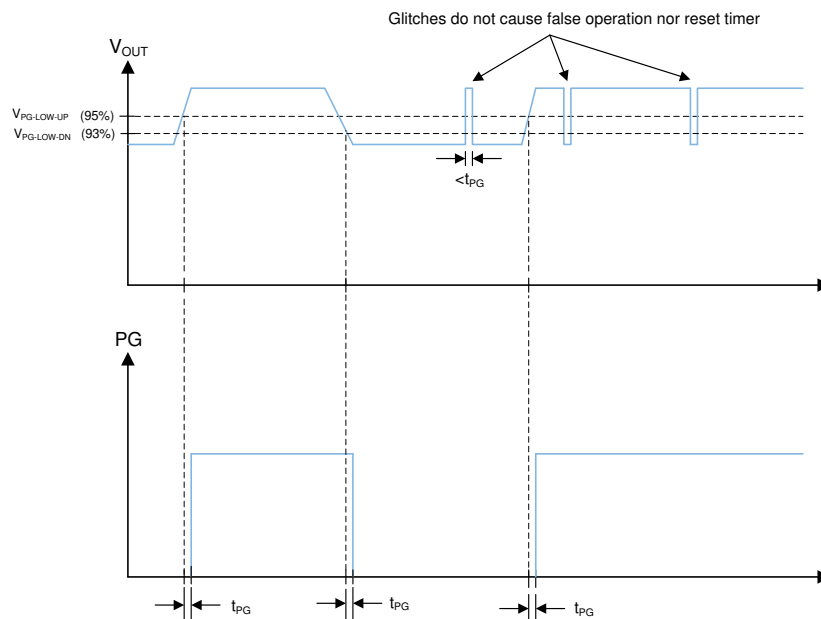 Glitches do not cause false operation nor reset timer
VOUT
VPG-LOW-UP (95%)
VPG-LOW-DN (93%)
<tPG
PG
tPG
tPG
tPG